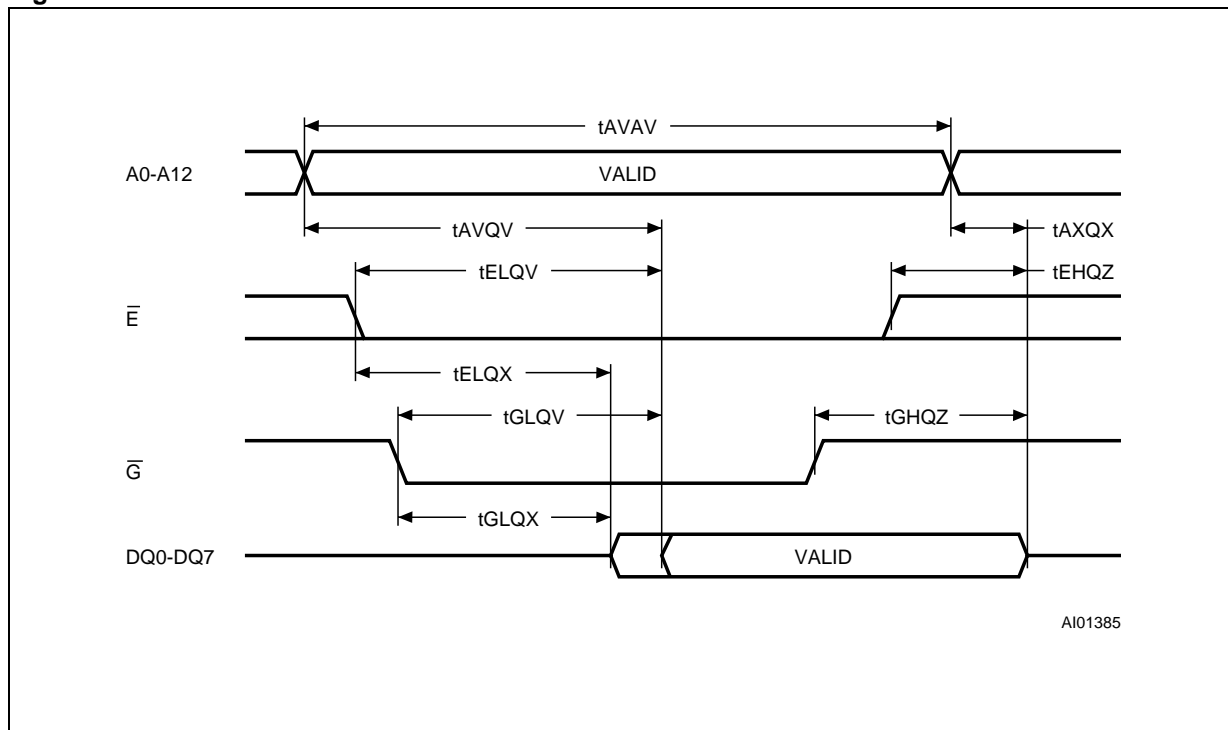 tAVAV
A0-A12 VALID
tAVQV tAXQX
tELQV tEHQZ
E̅
tELQX
tGLQV tGHQZ
G̅
tGLQX
DQ0-DQ7 VALID
AI01385